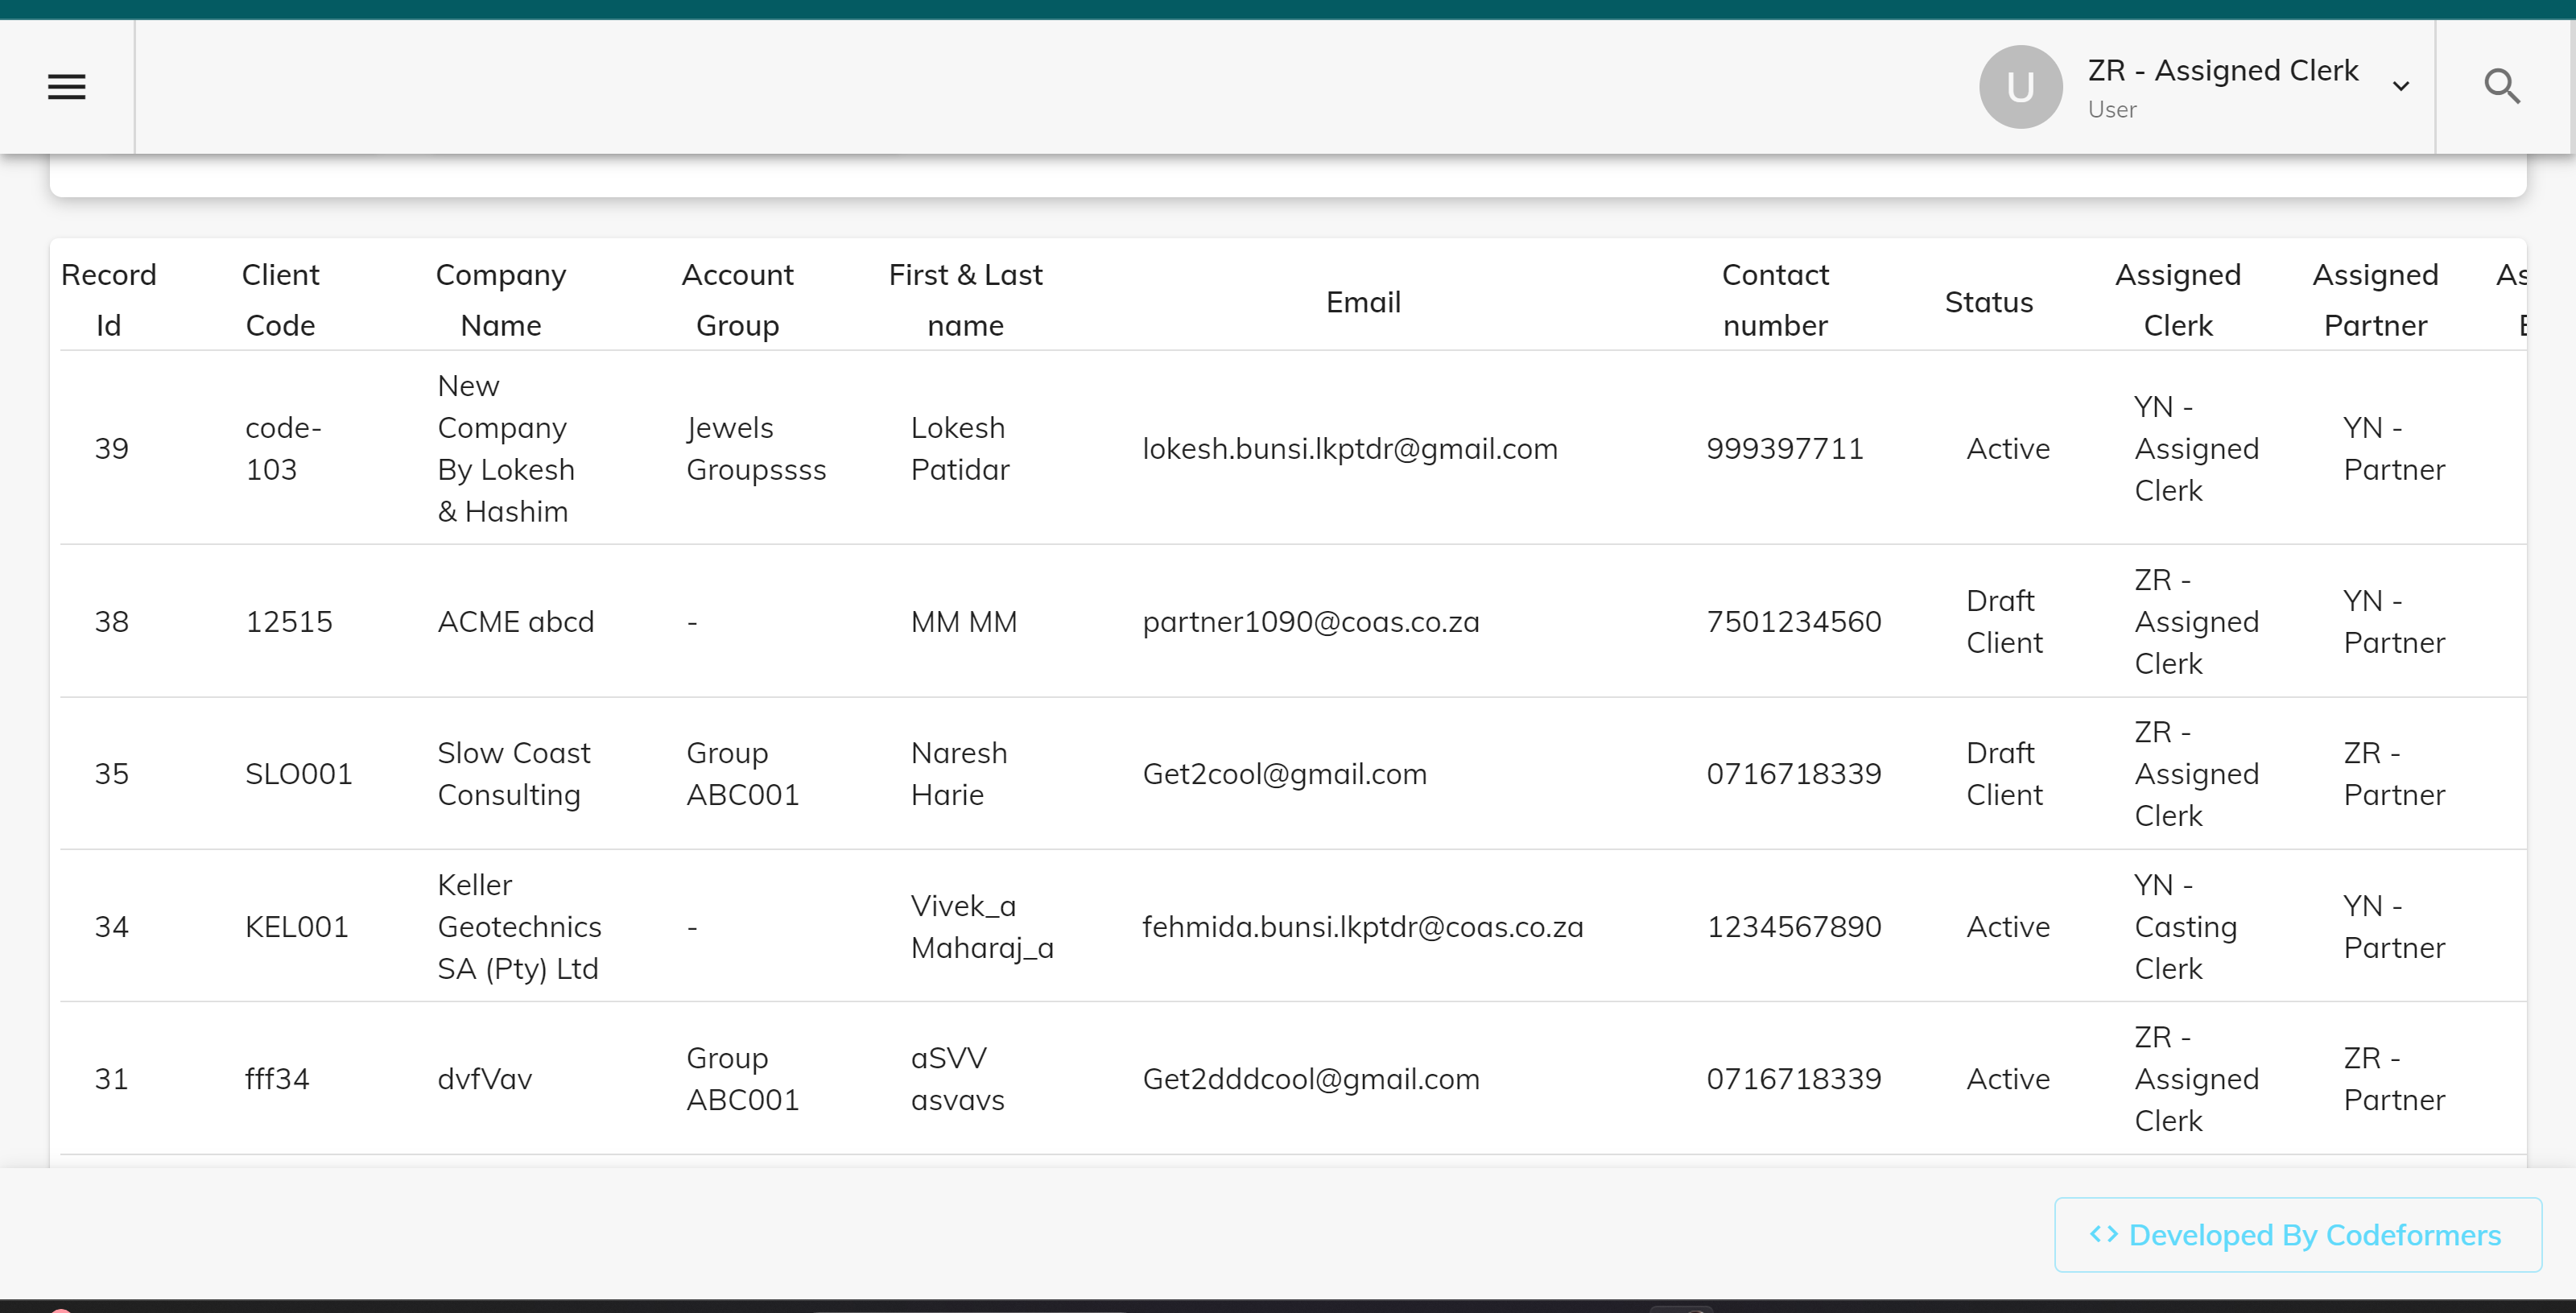 U
ZR - Assigned Clerk
User
Record Id
Client Code
Company Name
Account Group
First & Last name
Email
Contact number
Status
Assigned Clerk
Assigned Partner
39
code-
103
New
Company
By Lokesh
& Hashim
Jewels
Groupssss
Lokesh
Patidar
lokesh.bunsi.lkptdr@gmail.com
999397711
Active
YN -
Assigned
Clerk
YN -
Partner
38
12515
ACME abcd
-
MM MM
partner1090@coas.co.za
7501234560
Draft
Client
ZR -
Assigned
Clerk
YN -
Partner
35
SLO001
Slow Coast
Consulting
Group
ABC001
Naresh
Harie
Get2cool@gmail.com
0716718339
Draft
Client
ZR -
Assigned
Clerk
ZR -
Partner
34
KEL001
Keller
Geotechnics
SA (Pty) Ltd
-
Vivek_a
Maharaj_a
fehmida.bunsi.lkptdr@coas.co.za
1234567890
Active
YN -
Casting
Clerk
YN -
Partner
31
fff34
dvfVav
Group
ABC001
aSVV
asvavs
Get2dddcool@gmail.com
0716718339
Active
ZR -
Assigned
Clerk
ZR -
Partner
<> Developed By Codeformers